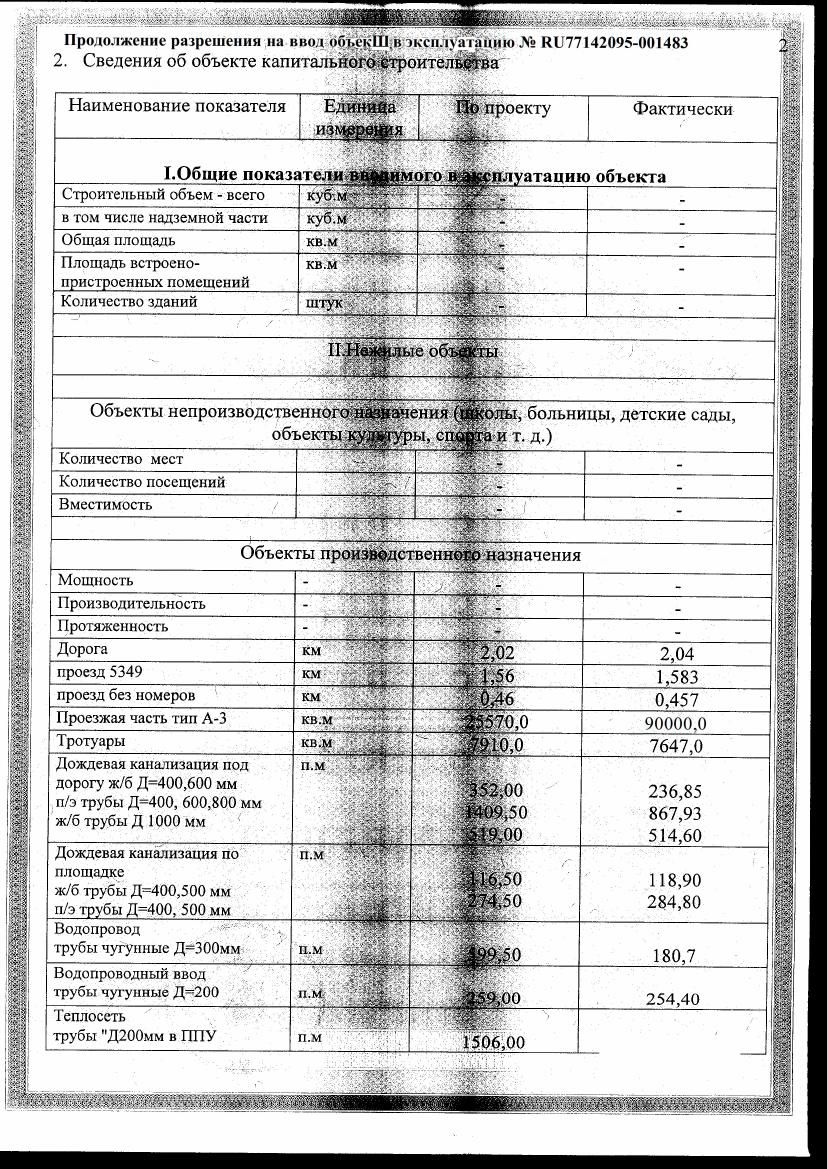 Продолжение разрешения на ввод объекШ в эксплуатацию № RU77142095-001483
2
2. Сведения об объекте капитального строительства
Наименование показателя Единица измерения По проекту Фактически
I.Общие показатели вводимого в эксплуатацию объекта
Строительный объем - всего куб.м - -
в том числе надземной части куб.м - -
Общая площадь кв.м - -
Площадь встроено-
пристроенных помещений кв.м - -
Количество зданий штук - -
II.Нежилые объекты
Объекты непроизводственного назначения (школы, больницы, детские сады,
объекты культуры, спорта и т. д.)
Количество мест - -
Количество посещений - -
Вместимость - -
Объекты производственного назначения
Мощность - - -
Производительность - - -
Протяженность - - -
Дорога км 2,02 2,04
проезд 5349 км 1,56 1,583
проезд без номеров км 0,46 0,457
Проезжая часть тип А-3 кв.м 25570,0 90000,0
Тротуары кв.м 7910,0 7647,0
Дождевая канализация под п.м
дорогу ж/б Д=400,600 мм 352,00 236,85
п/э трубы Д=400, 600,800 мм 1409,50 867,93
ж/б трубы Д 1000 мм 519,00 514,60
Дождевая канализация по п.м
площадке
ж/б трубы Д=400,500 мм 116,50 118,90
п/э трубы Д=400, 500 мм 274,50 284,80
Водопровод
трубы чугунные Д=300мм п.м 180,7
Водопроводный ввод
трубы чугунные Д=200 п.м 259,00 254,40
Теплосеть
трубы "Д200мм в ППУ п.м 1506,00